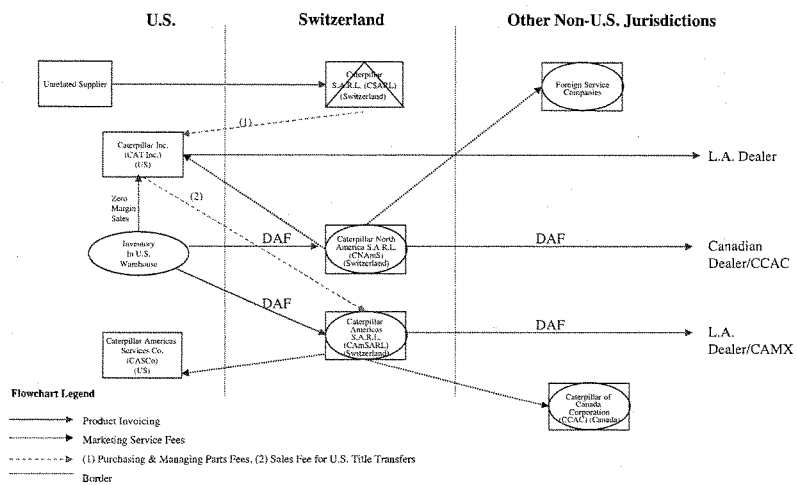 U.S.
Switzerland
Other Non-U.S. Jurisdictions
Unrelated Supplier
Caterpillar
S.A.R.L. (CSARL)
(Switzerland)
Foreign Service
Companies
(1)
Caterpillar Inc.
(CAT Inc.)
(US)
L.A. Dealer
(2)
Zero
Margin
Sales
Inventory
In U.S.
Warehouse
DAF
Caterpillar North
America S.A.R.L.
(CNAmS)
(Switzerland)
DAF
Canadian
Dealer/CCAC
DAF
Caterpillar
Americas
S.A.R.L.
(CAmSARL)
(Switzerland)
DAF
L.A.
Dealer/CAMX
Caterpillar Americas
Services Co.
(CASCo)
(US)
Caterpillar of
Canada
Corporation
(CCAC) (Canada)
Flowchart Legend
Product Invoicing
Marketing Service Fees
(1) Purchasing & Managing Parts Fees, (2) Sales Fee for U.S. Title Transfers
Border